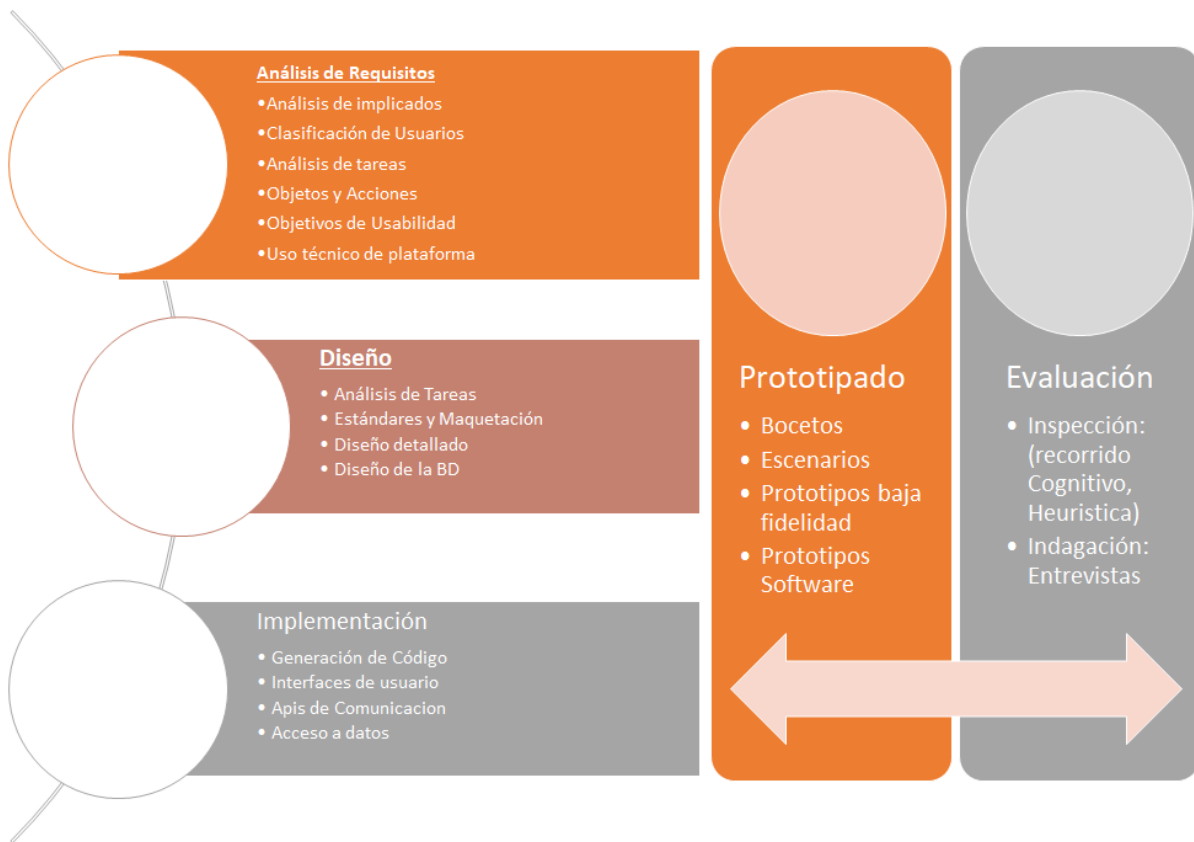 Análisis de Requisitos
•Análisis de implicados
•Clasificación de Usuarios
•Análisis de tareas
•Objetos y Acciones
•Objetivos de Usabilidad
•Uso técnico de plataforma
Diseño
• Análisis de Tareas
• Estándares y Maquetación
• Diseño detallado
• Diseño de la BD
Implementación
• Generación de Código
• Interfaces de usuario
• Apis de Comunicacion
• Acceso a datos
Prototipado
• Bocetos
• Escenarios
• Prototipos baja
fidelidad
• Prototipos
Software
Evaluación
• Inspección:
(recorrido
Cognitivo,
Heuristica)
• Indagación:
Entrevistas